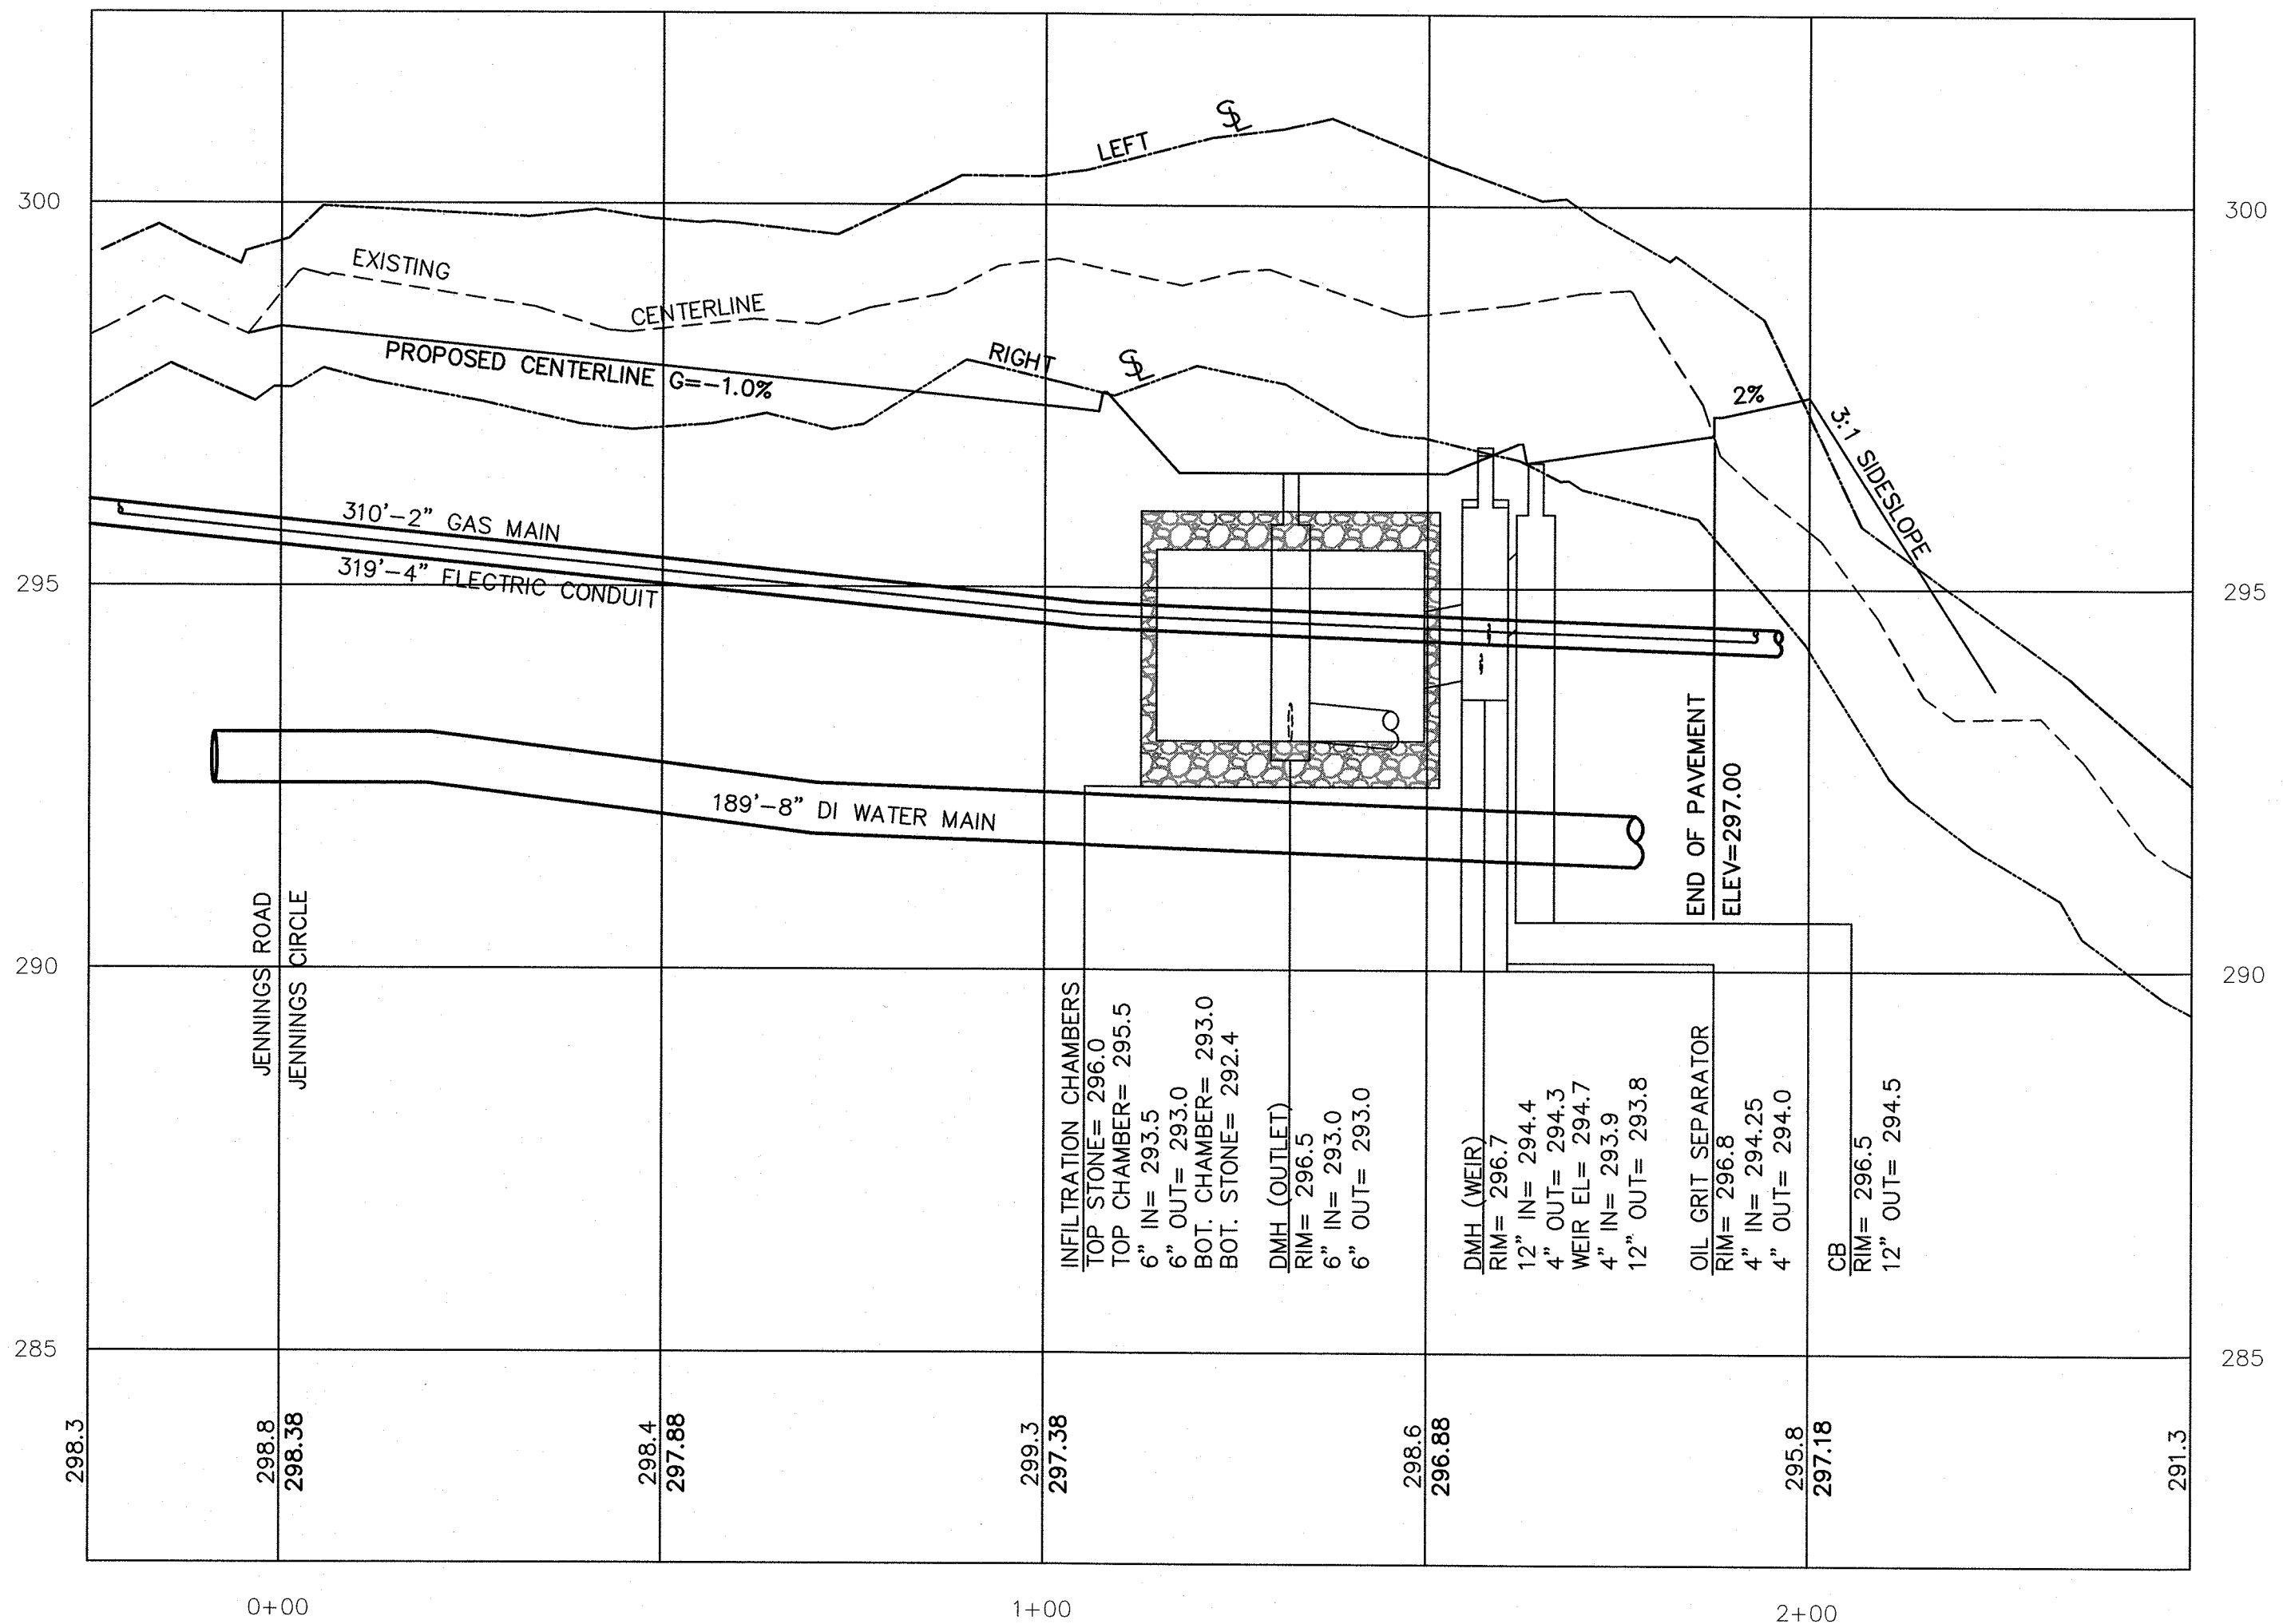 LEFT
℄
300
300
EXISTING
CENTERLINE
PROPOSED CENTERLINE G=-1.0%
RIGHT
℄
2%
3:1 SIDESLOPE
310'-2" GAS MAIN
319'-4" ELECTRIC CONDUIT
295
295
189'-8" DI WATER MAIN
END OF PAVEMENT
ELEV=297.00
JENNINGS ROAD
JENNINGS CIRCLE
290
290
INFILTRATION CHAMBERS
TOP STONE= 296.0
TOP CHAMBER= 295.5
6" IN= 293.5
6" OUT= 293.0
BOT. CHAMBER= 293.0
BOT. STONE= 292.4
DMH (OUTLET)
RIM= 296.5
6" IN= 293.0
6" OUT= 293.0
DMH (WEIR)
RIM= 296.7
12" IN= 294.4
4" OUT= 294.3
WEIR EL= 294.7
4" IN= 293.9
12" OUT= 293.8
OIL GRIT SEPARATOR
RIM= 296.8
4" IN= 294.25
4" OUT= 294.0
CB
RIM= 296.5
12" OUT= 294.5
285
285
298.3
298.8
298.38
298.4
297.88
299.3
297.38
298.6
296.88
295.8
297.18
291.3
0+00
1+00
2+00